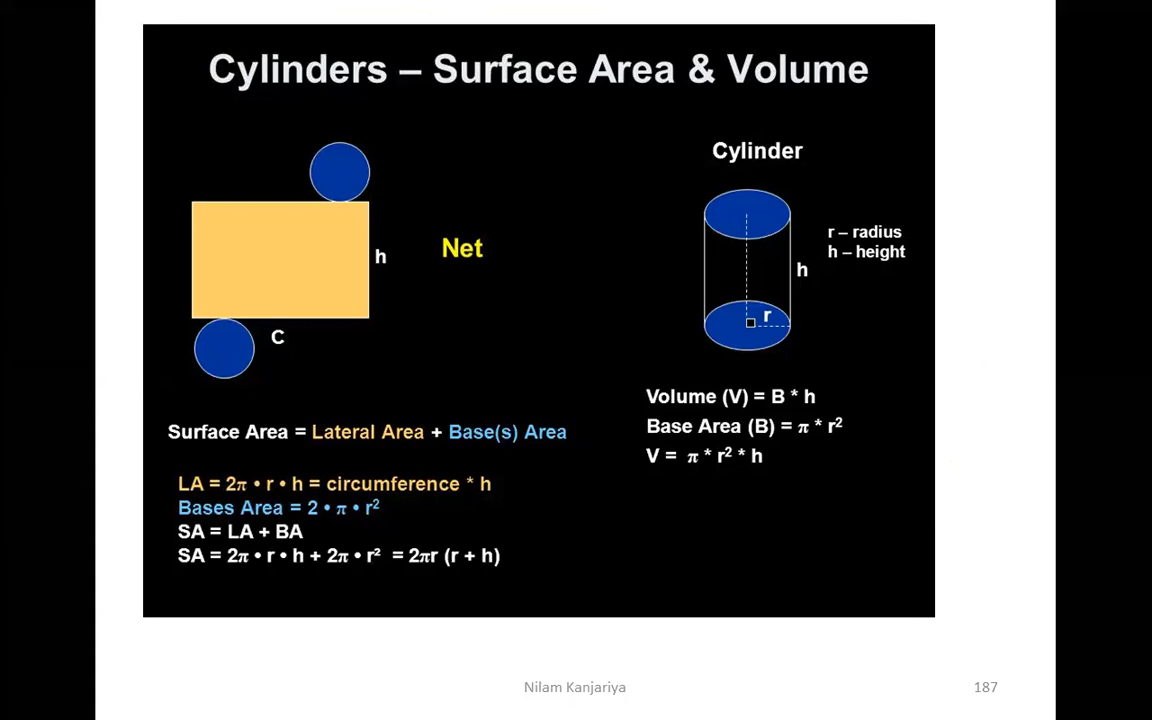 Cylinders – Surface Area & Volume
Cylinder
h
Net
r – radius
h – height
h
r
C
Volume (V) = B * h
Base Area (B) = π * r²
V = π * r² * h
Surface Area = Lateral Area + Base(s) Area
LA = 2π • r • h = circumference * h
Bases Area = 2 • π • r²
SA = LA + BA
SA = 2π • r • h + 2π • r² = 2πr (r + h)
Nilam Kanjariya
187